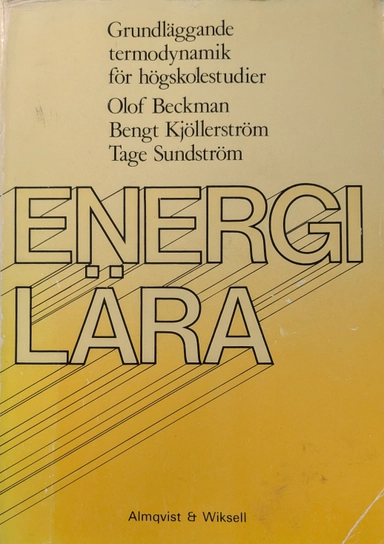 Grundläggande
termodynamik
för högskolestudier
Olof Beckman
Bengt Kjöllerström
Tage Sundström
ENERGI
LÄRA
Almqvist & Wiksell